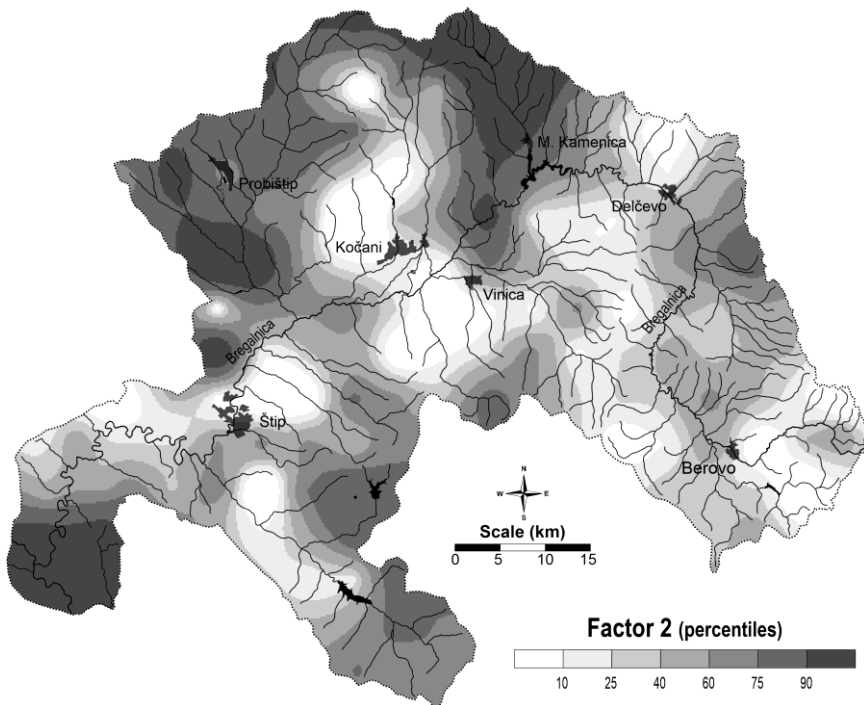 M. Kamenica
Probištip
Delčevo
Kočani
Vinica
Bregalnica
Bregalnica
Štip
Berovo
N
W E
S
Scale (km)
0 5 10 15
Factor 2 (percentiles)
10 25 40 60 75 90